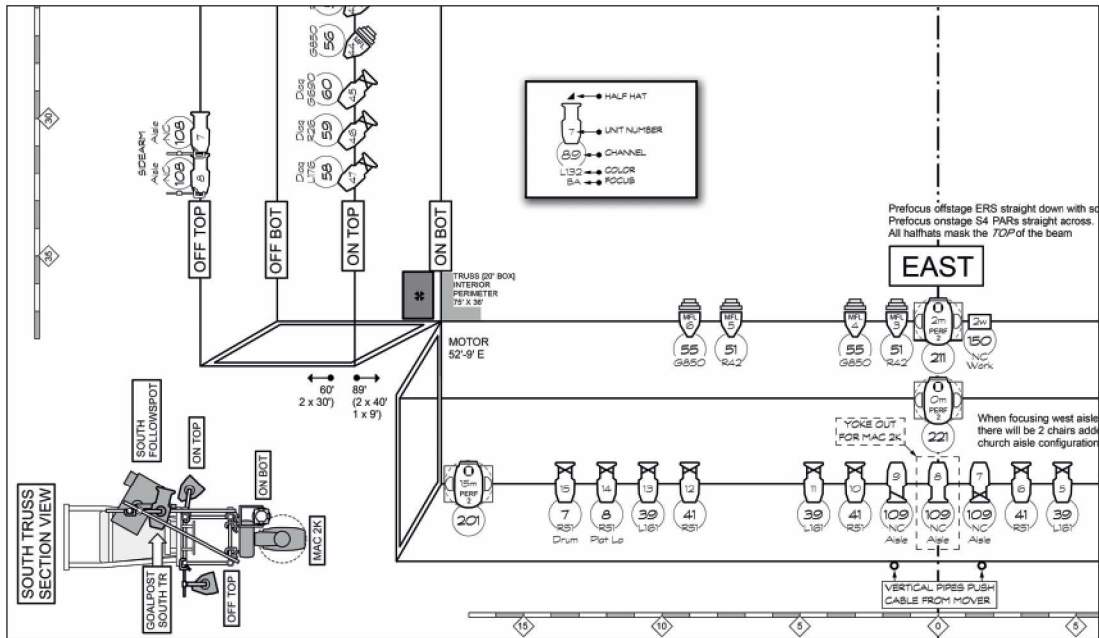 G850
56
MFL
Diag
G690
60
45
Diag
R26
59
46
Diag
L176
58
47
SIDEARM
Aisle
NC
108
7
Aisle
NC
108
8
30
35
OFF TOP
OFF BOT
ON TOP
ON BOT
HALF HAT
7
UNIT NUMBER
89
CHANNEL
L132
COLOR
BA
FOCUS
Prefocus offstage ERS straight down with
Prefocus onstage S4 PARs straight across.
All halfhats mask the TOP of the beam
EAST
TRUSS [20" BOX]
INTERIOR
PERIMETER
75' X 36'
MOTOR
52'-9' E
60'
2 x 30')
89'
(2 x 40'
1 x 9')
MFL
6
MFL
5
MFL
4
MFL
3
2m
PERF
2
2w
55
51
55
51
211
150
G850
R42
G850
R42
NC
Work
0m
PERF
2
221
YOKE OUT
FOR MAC 2K
When focusing west aisle
there will be 2 chairs
church aisle configuration
15m
PERF
2
201
15
14
13
12
11
10
9
8
7
6
5
7
8
39
41
39
41
109
109
109
41
39
R51
R51
L161
R51
L161
R51
NC
NC
NC
R51
L161
Drum
Plat Lo
Aisle
Aisle
Aisle
VERTICAL PIPES PUSH
CABLE FROM MOVER
SOUTH TRUSS
SECTION VIEW
SOUTH
FOLLOWSPOT
ON TOP
ON BOT
MAC 2K
GOALPOST
SOUTH TR
OFF TOP
15
10
5
0
5